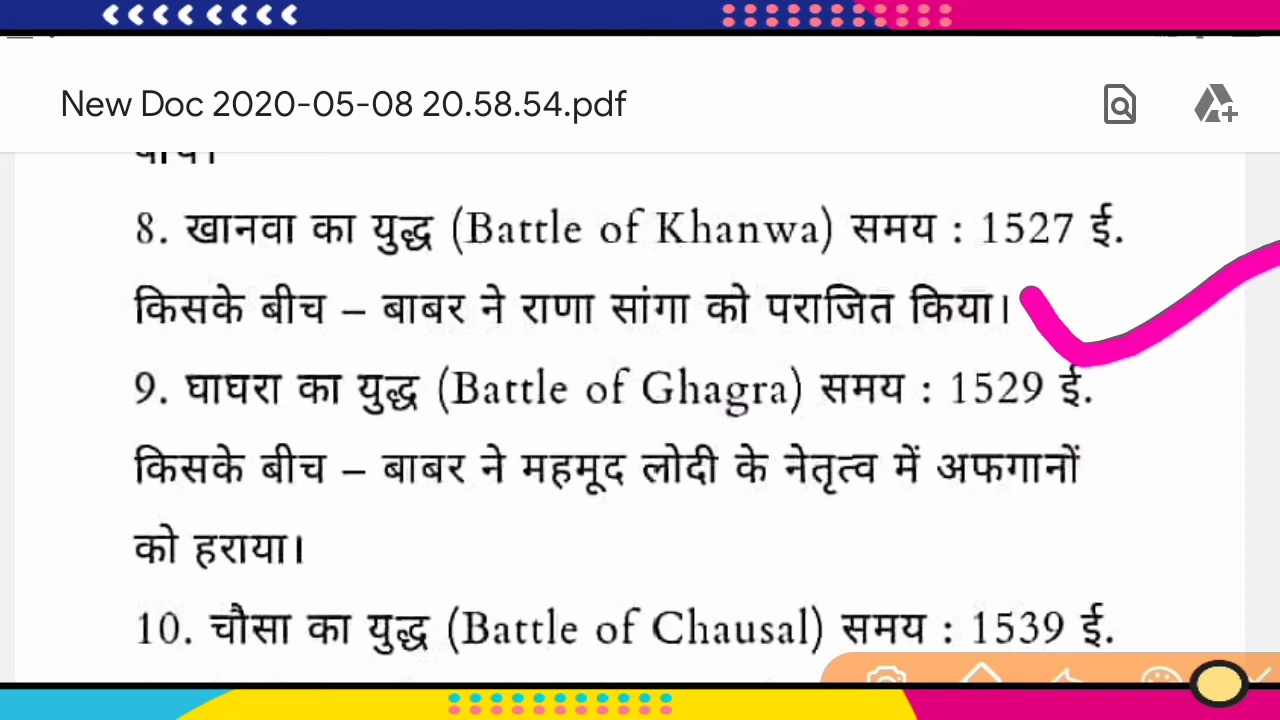 New Doc 2020-05-08 20.58.54.pdf
8. खानवा का युद्ध (Battle of Khanwa) समय : 1527 ई.
किसके बीच – बाबर ने राणा सांगा को पराजित किया।
9. घाघरा का युद्ध (Battle of Ghagra) समय : 1529 ई.
किसके बीच – बाबर ने महमूद लोदी के नेतृत्व में अफगानों
को हराया।
10. चौसा का युद्ध (Battle of Chausal) समय : 1539 ई.